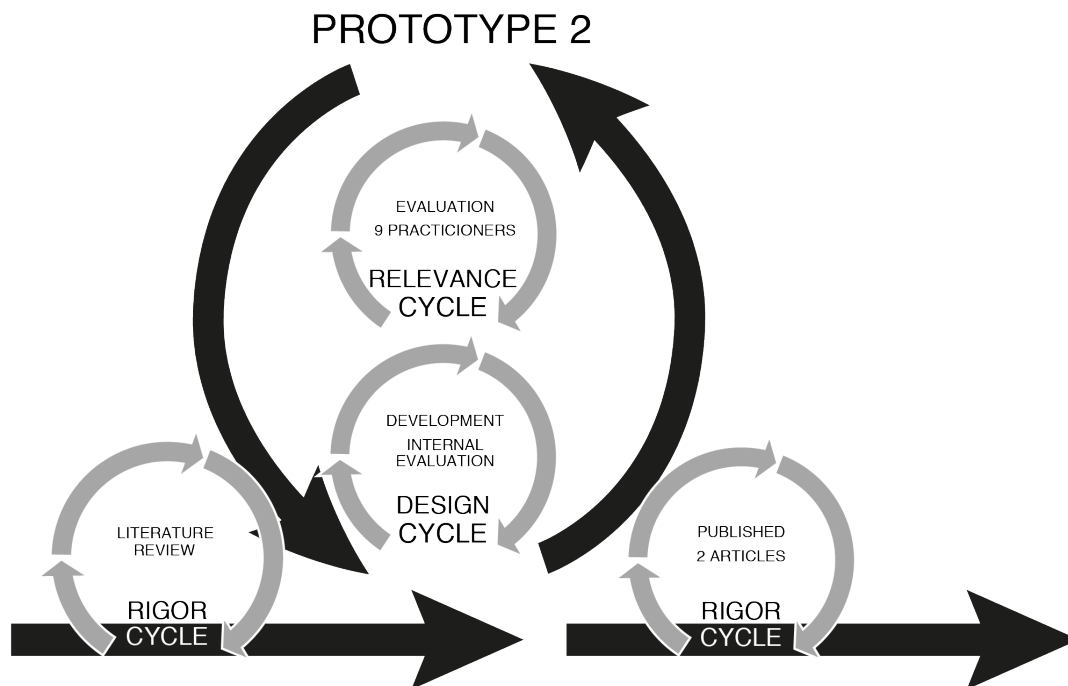 PROTOTYPE 2
EVALUATION
9 PRACTICIONERS
RELEVANCE
CYCLE
DEVELOPMENT
INTERNAL
EVALUATION
DESIGN
CYCLE
LITERATURE
REVIEW
RIGOR
CYCLE
PUBLISHED
2 ARTICLES
RIGOR
CYCLE